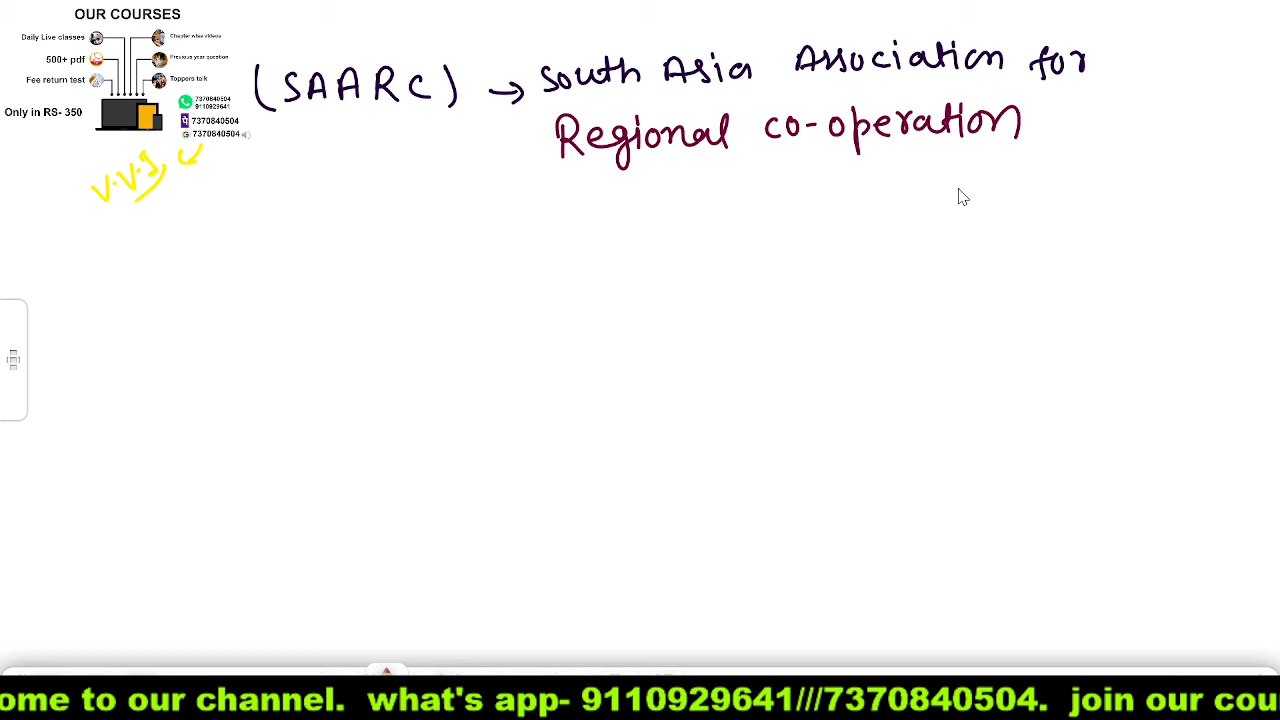 OUR COURSES
Daily Live classes
Chapter wise videos
500+ pdf
Previous year question
Fee return test
Toppers talk
Only in RS- 350
7370840504
9110929641
7370840504
7370840504
V.V.I
(SAARC) → South Asia Association for
Regional co-operation
ome to our channel. what's app- 9110929641///7370840504. join our cou